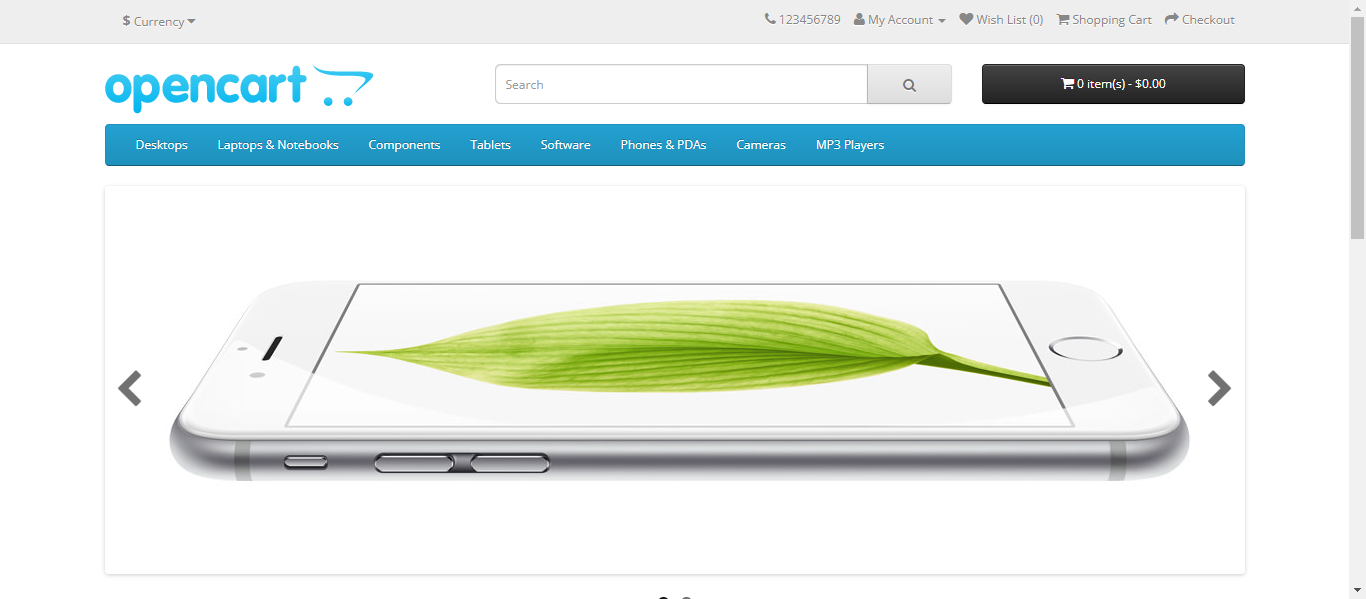 $ Currency 123456789 My Account Wish List (0) Shopping Cart Checkout
opencart Search 0 item(s) - $0.00
Desktops Laptops & Notebooks Components Tablets Software Phones & PDAs Cameras MP3 Players